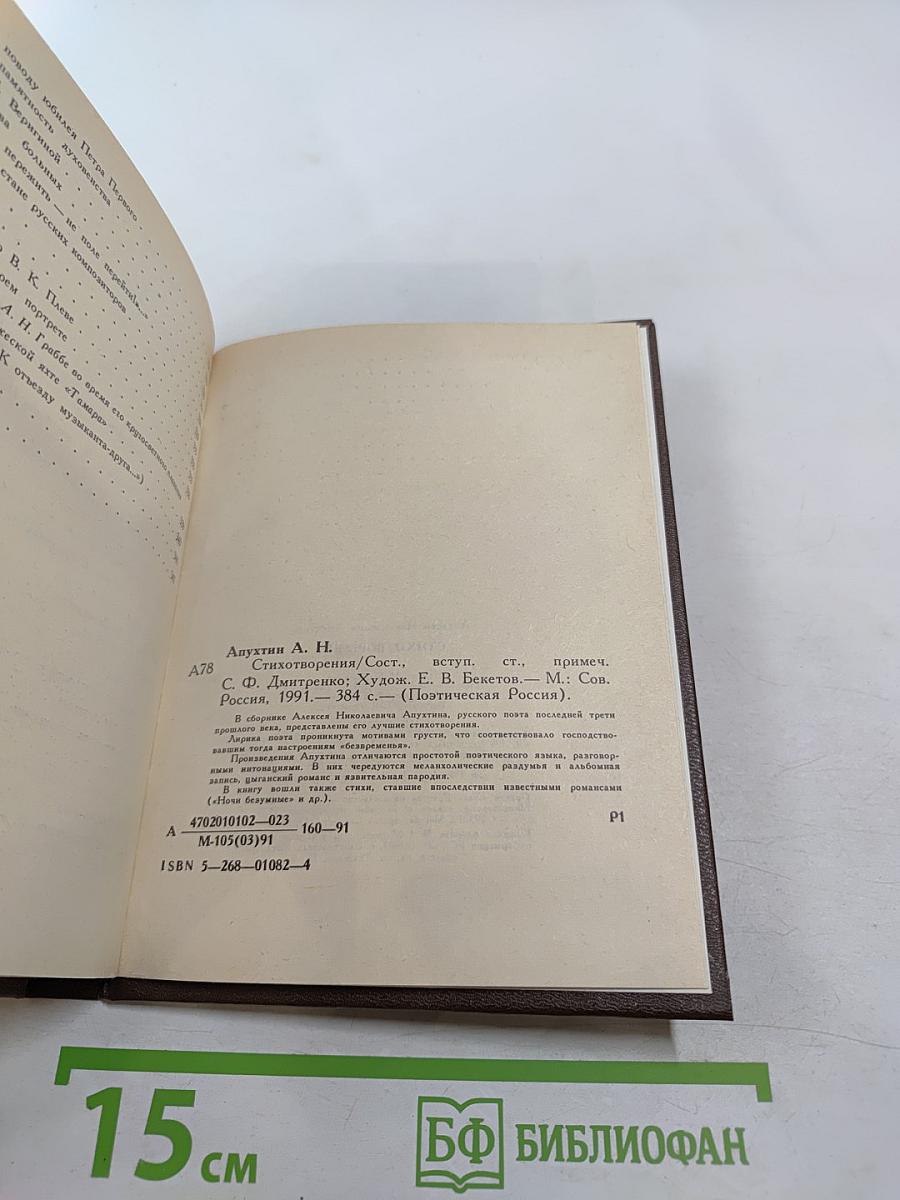 поводу юбилея Петра Первого
памятность духовенства
Веригиной
больных
пережить — не поле перейти!..»
стане русских композиторов
В. К. Плеве
портрете
А. Н. Граббе во время его кругосветного плавания
яхте «Тамара»
К отъезду музыканта-друга...»)
Апухтин А. Н.
А78 Стихотворения/Сост., вступ. ст., примеч.
С. Ф. Дмитренко; Худож. Е. В. Бекетов.— М.: Сов.
Россия, 1991.— 384 с.— (Поэтическая Россия).
В сборнике Алексея Николаевича Апухтина, русского поэта последней трети
прошлого века, представлены его лучшие стихотворения.
Лирика поэта проникнута мотивами грусти, что соответствовало господство-
вавшим тогда настроениям «безвременья».
Произведения Апухтина отличаются простотой поэтического языка, разговор-
ными интонациями. В них чередуются меланхолические раздумья и альбомная
запись, цыганский романс и язвительная пародия.
В книгу вошли также стихи, ставшие впоследствии известными романсами
(«Ночи безумные» и др.).
4702010102—023
А 160—91 Р1
М-105(03)91
ISBN 5—268—01082—4
15 см
БФ БИБЛИОФАН